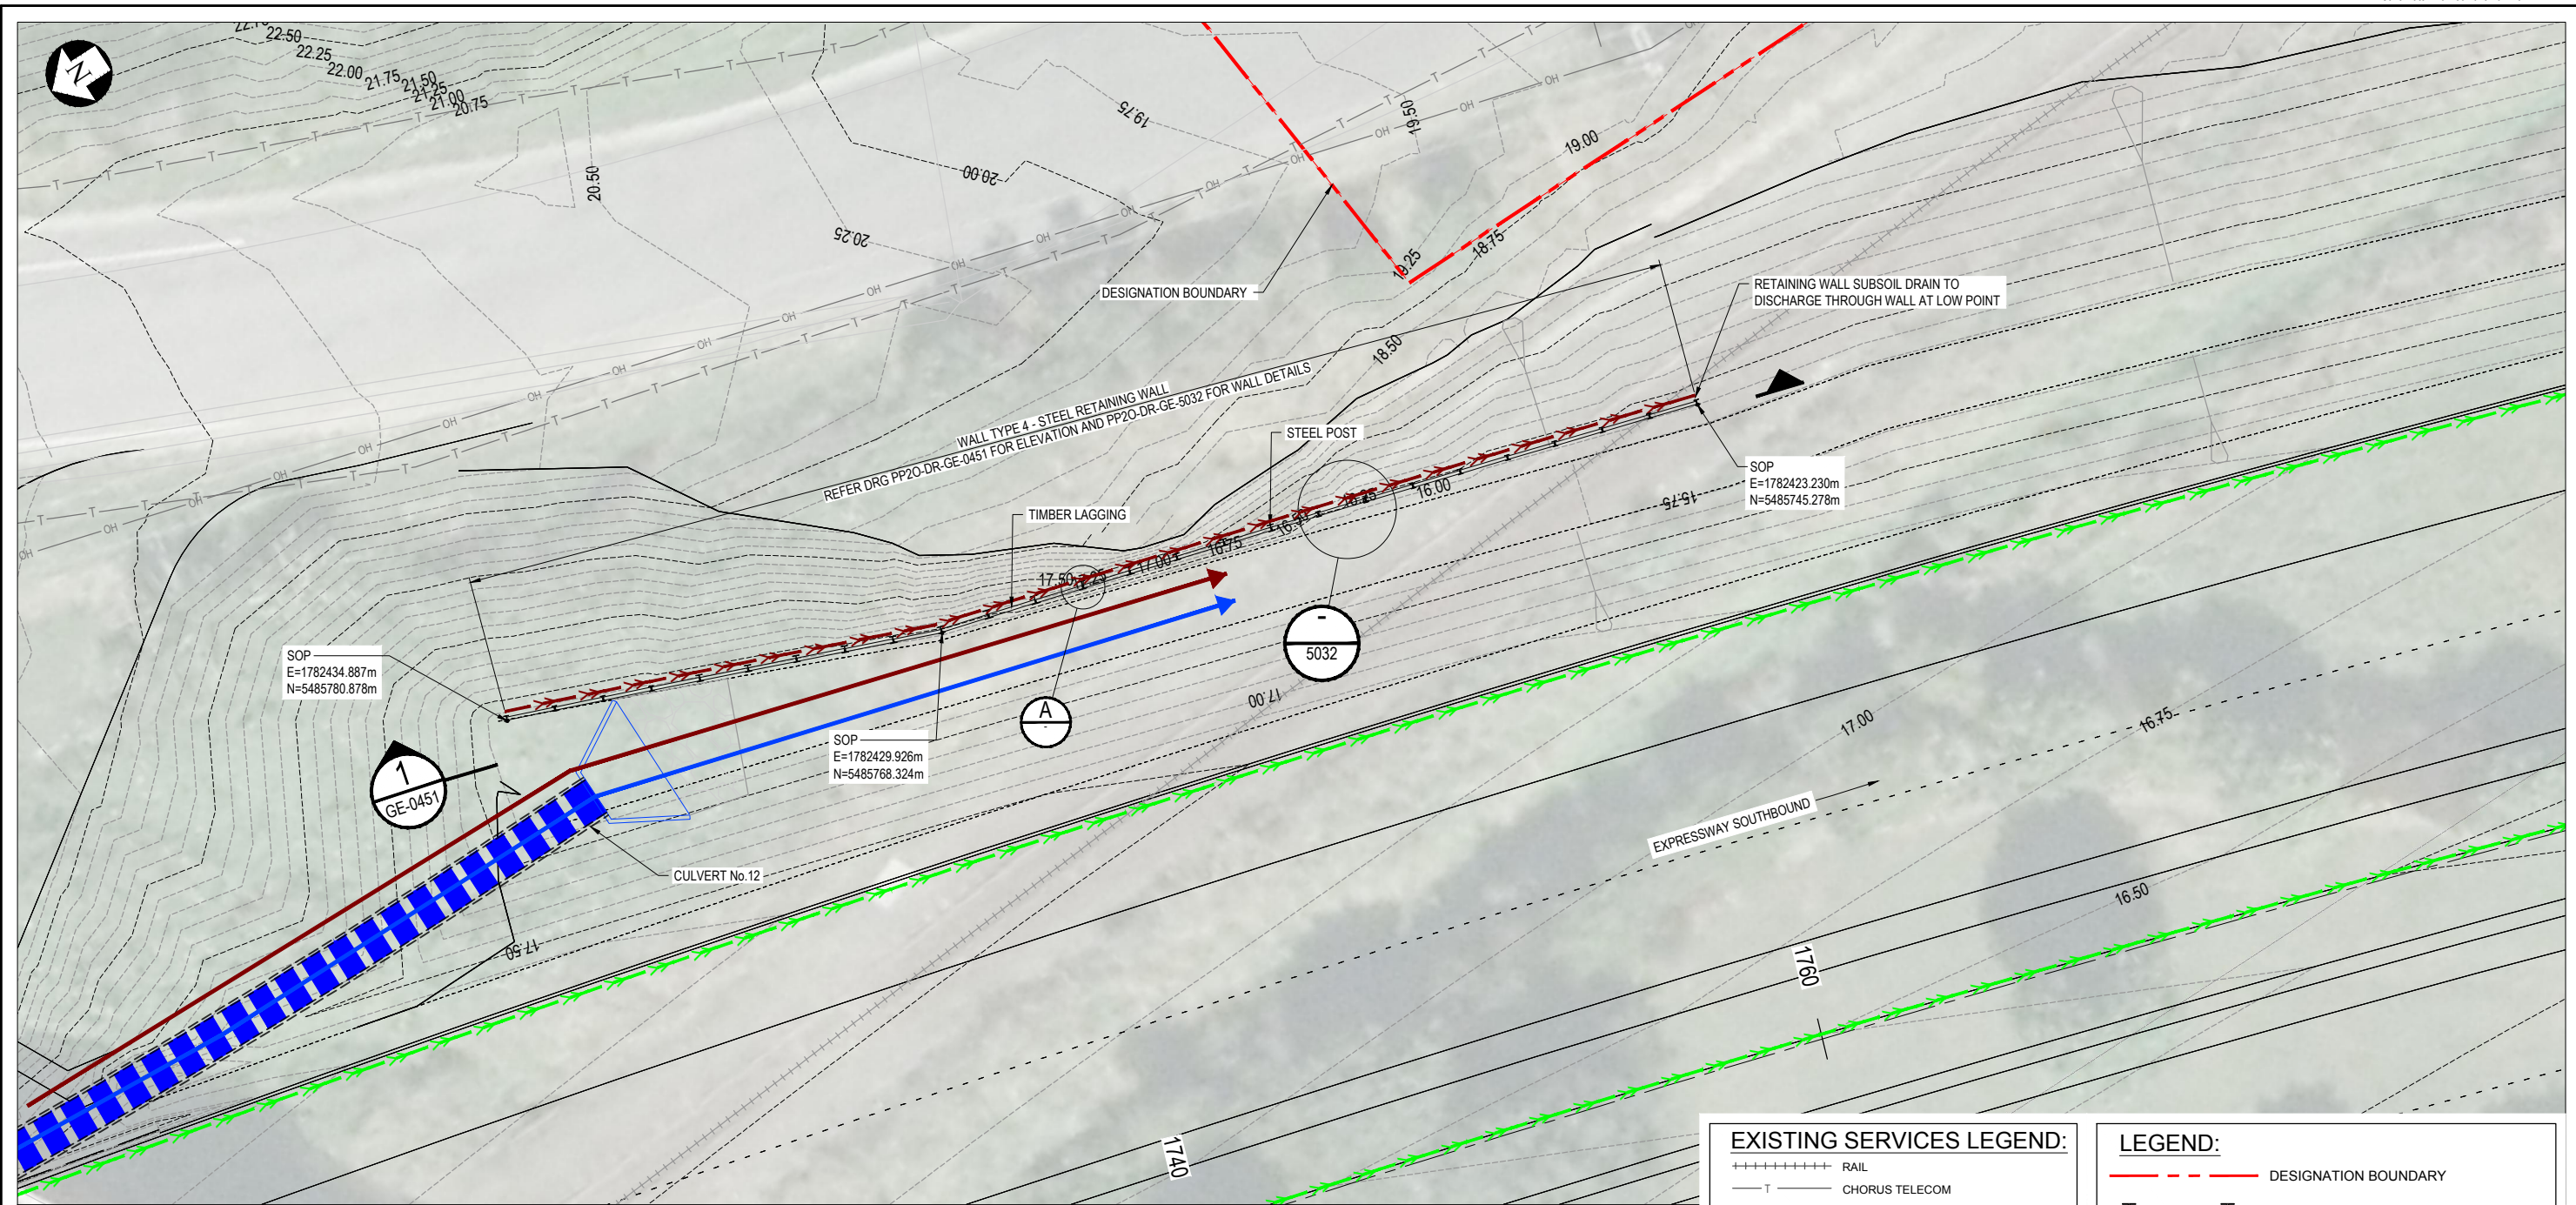 22.50
22.25
22.00
21.75
21.50
21.25
21.00
20.75
N
20.50
19.75
20.00
20.25
19.50
19.00
19.25
18.75
18.50
DESIGNATION BOUNDARY
RETAINING WALL SUBSOIL DRAIN TO
DISCHARGE THROUGH WALL AT LOW POINT
WALL TYPE 4 - STEEL RETAINING WALL
REFER DRG PP2O-DR-GE-0451 FOR ELEVATION AND PP2O-DR-GE-5032 FOR WALL DETAILS
STEEL POST
TIMBER LAGGING
SOP
E=1782423.230m
N=5485745.278m
16.00
15.75
16.75
17.00
17.50
SOP
E=1782434.887m
N=5485780.878m
SOP
E=1782429.926m
N=5485768.324m
A
-
-
5032
1
GE-0451
CULVERT No.12
17.00
17.50
17.00
16.75
EXPRESSWAY SOUTHBOUND
16.50
1760
1740
EXISTING SERVICES LEGEND:
RAIL
T CHORUS TELECOM
LEGEND:
DESIGNATION BOUNDARY